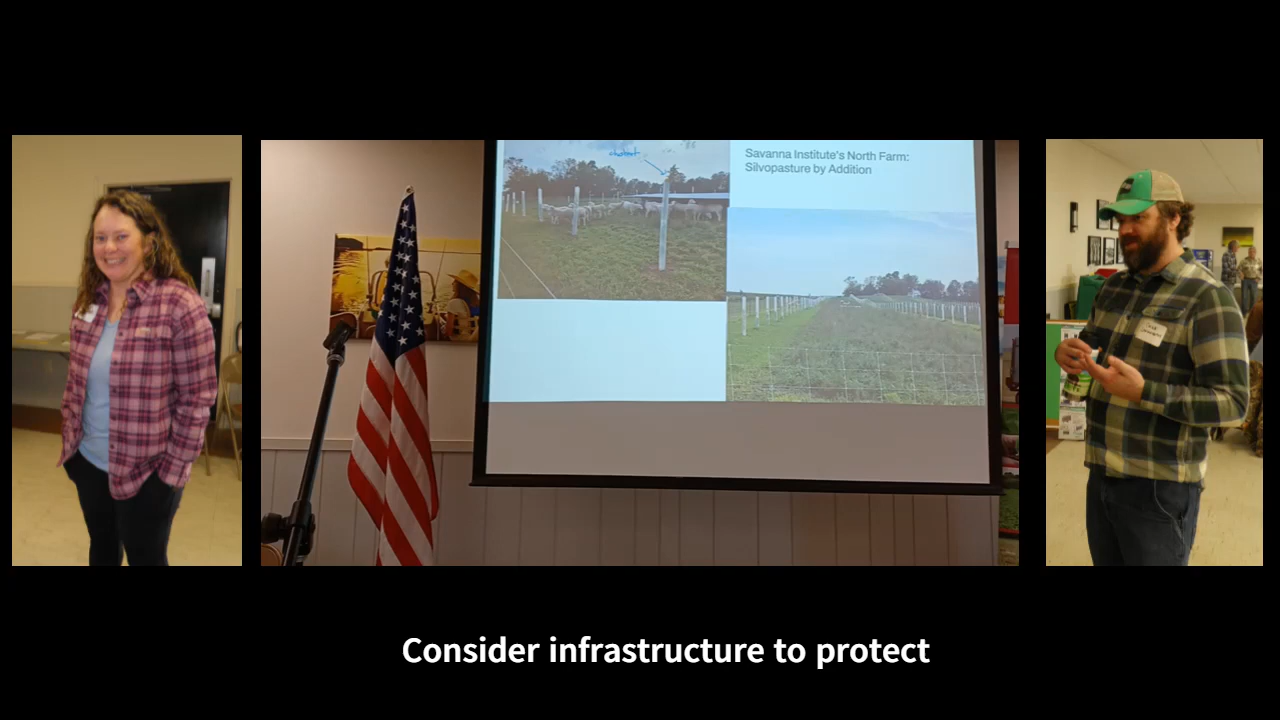 Savanna Institute's North Farm:
Silvopasture by Addition
Consider infrastructure to protect